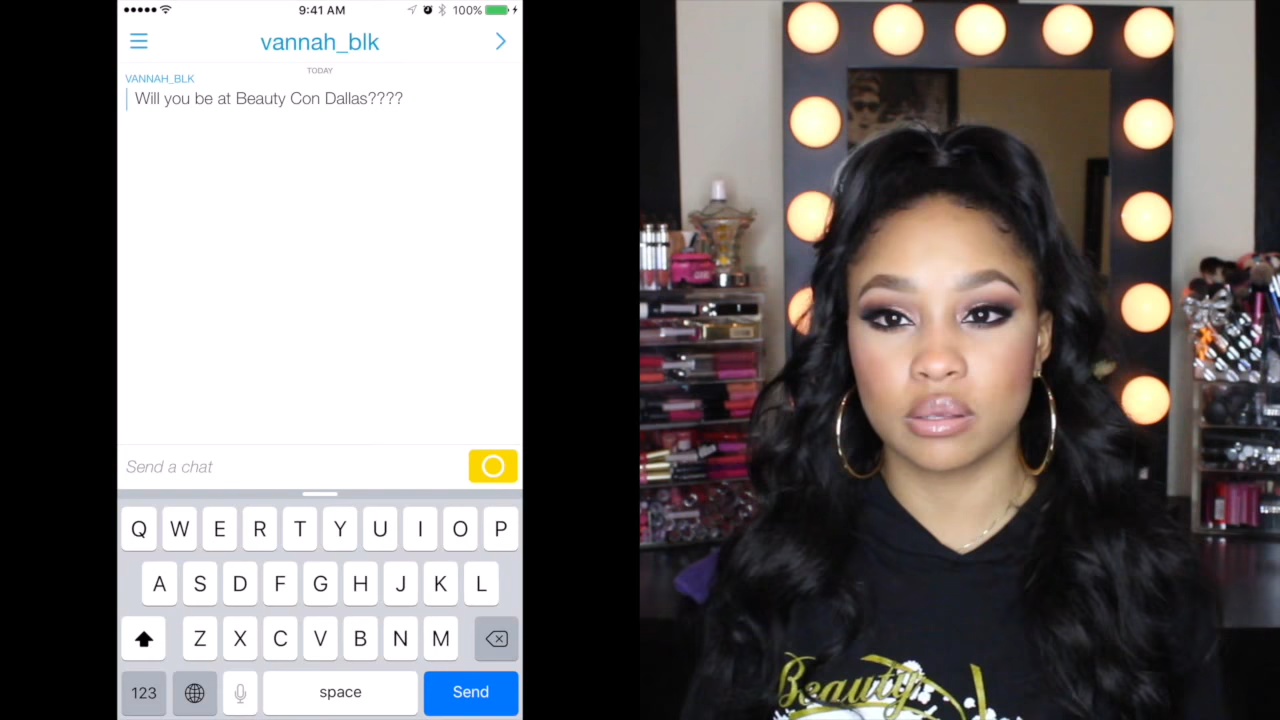 9:41 AM
100%
vannah_blk
TODAY
VANNAH_BLK
Will you be at Beauty Con Dallas????
Send a chat
Q W E R T Y U I O P
A S D F G H J K L
Z X C V B N M
123
space
Send
Beauty